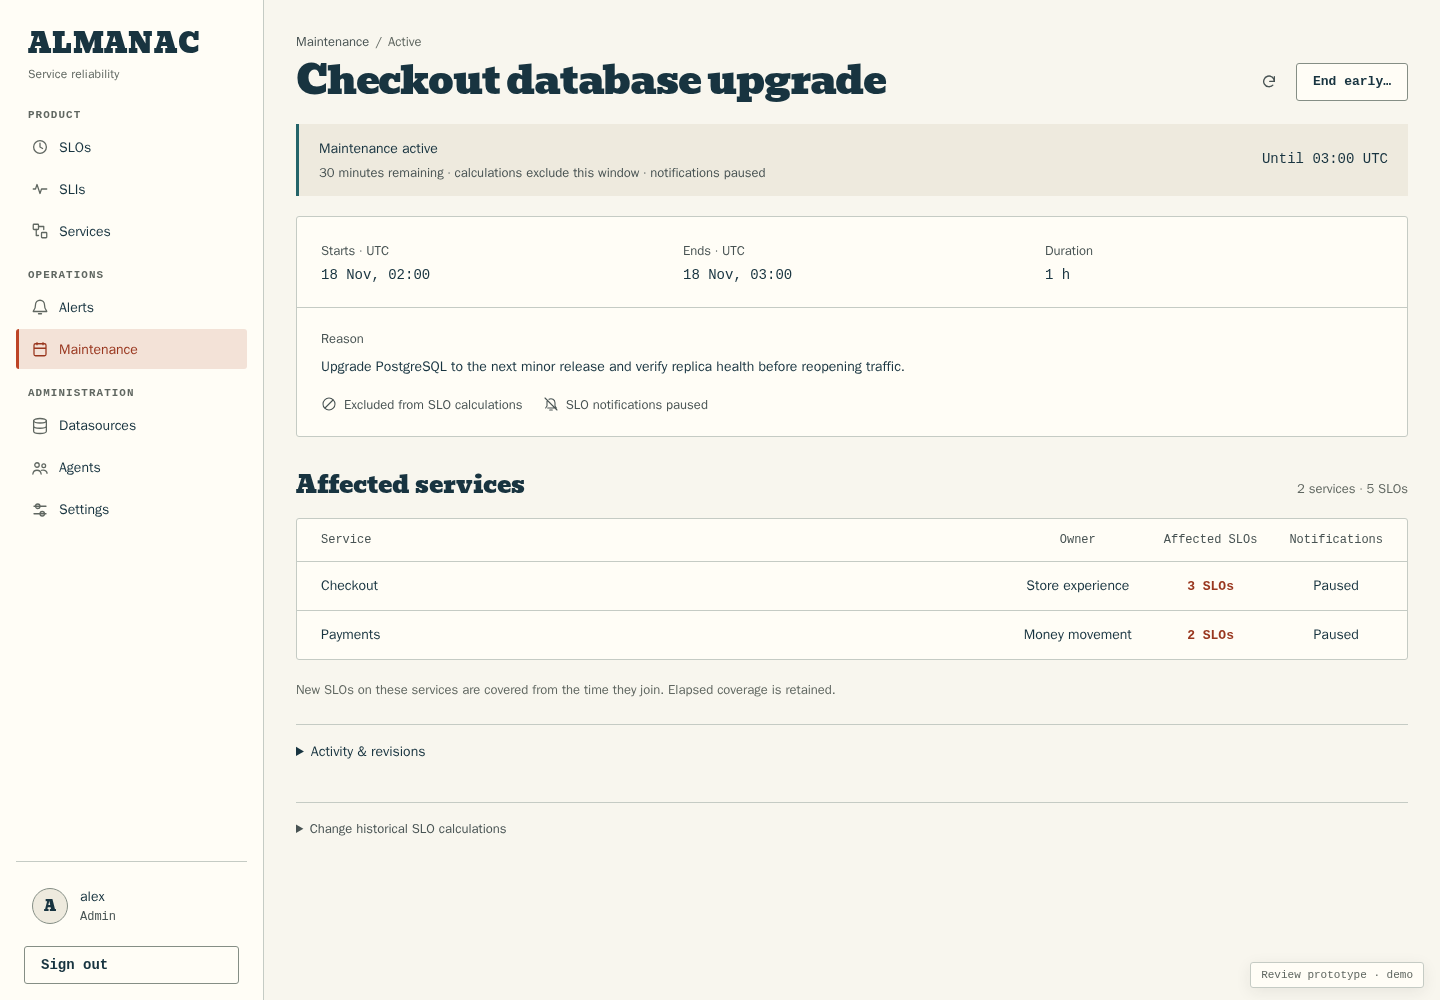 ALMANAC
Service reliability
PRODUCT
SLOs
SLIs
Services
OPERATIONS
Alerts
Maintenance
ADMINISTRATION
Datasources
Agents
Settings
A
alex
Admin
Sign out
Maintenance / Active
Checkout database upgrade
End early…
Maintenance active
30 minutes remaining · calculations exclude this window · notifications paused
Until 03:00 UTC
Starts · UTC
18 Nov, 02:00
Ends · UTC
18 Nov, 03:00
Duration
1 h
Reason
Upgrade PostgreSQL to the next minor release and verify replica health before reopening traffic.
Excluded from SLO calculations
SLO notifications paused
Affected services
2 services · 5 SLOs
Service Owner Affected SLOs Notifications
Checkout Store experience 3 SLOs Paused
Payments Money movement 2 SLOs Paused
New SLOs on these services are covered from the time they join. Elapsed coverage is retained.
Activity & revisions
Change historical SLO calculations
Review prototype · demo